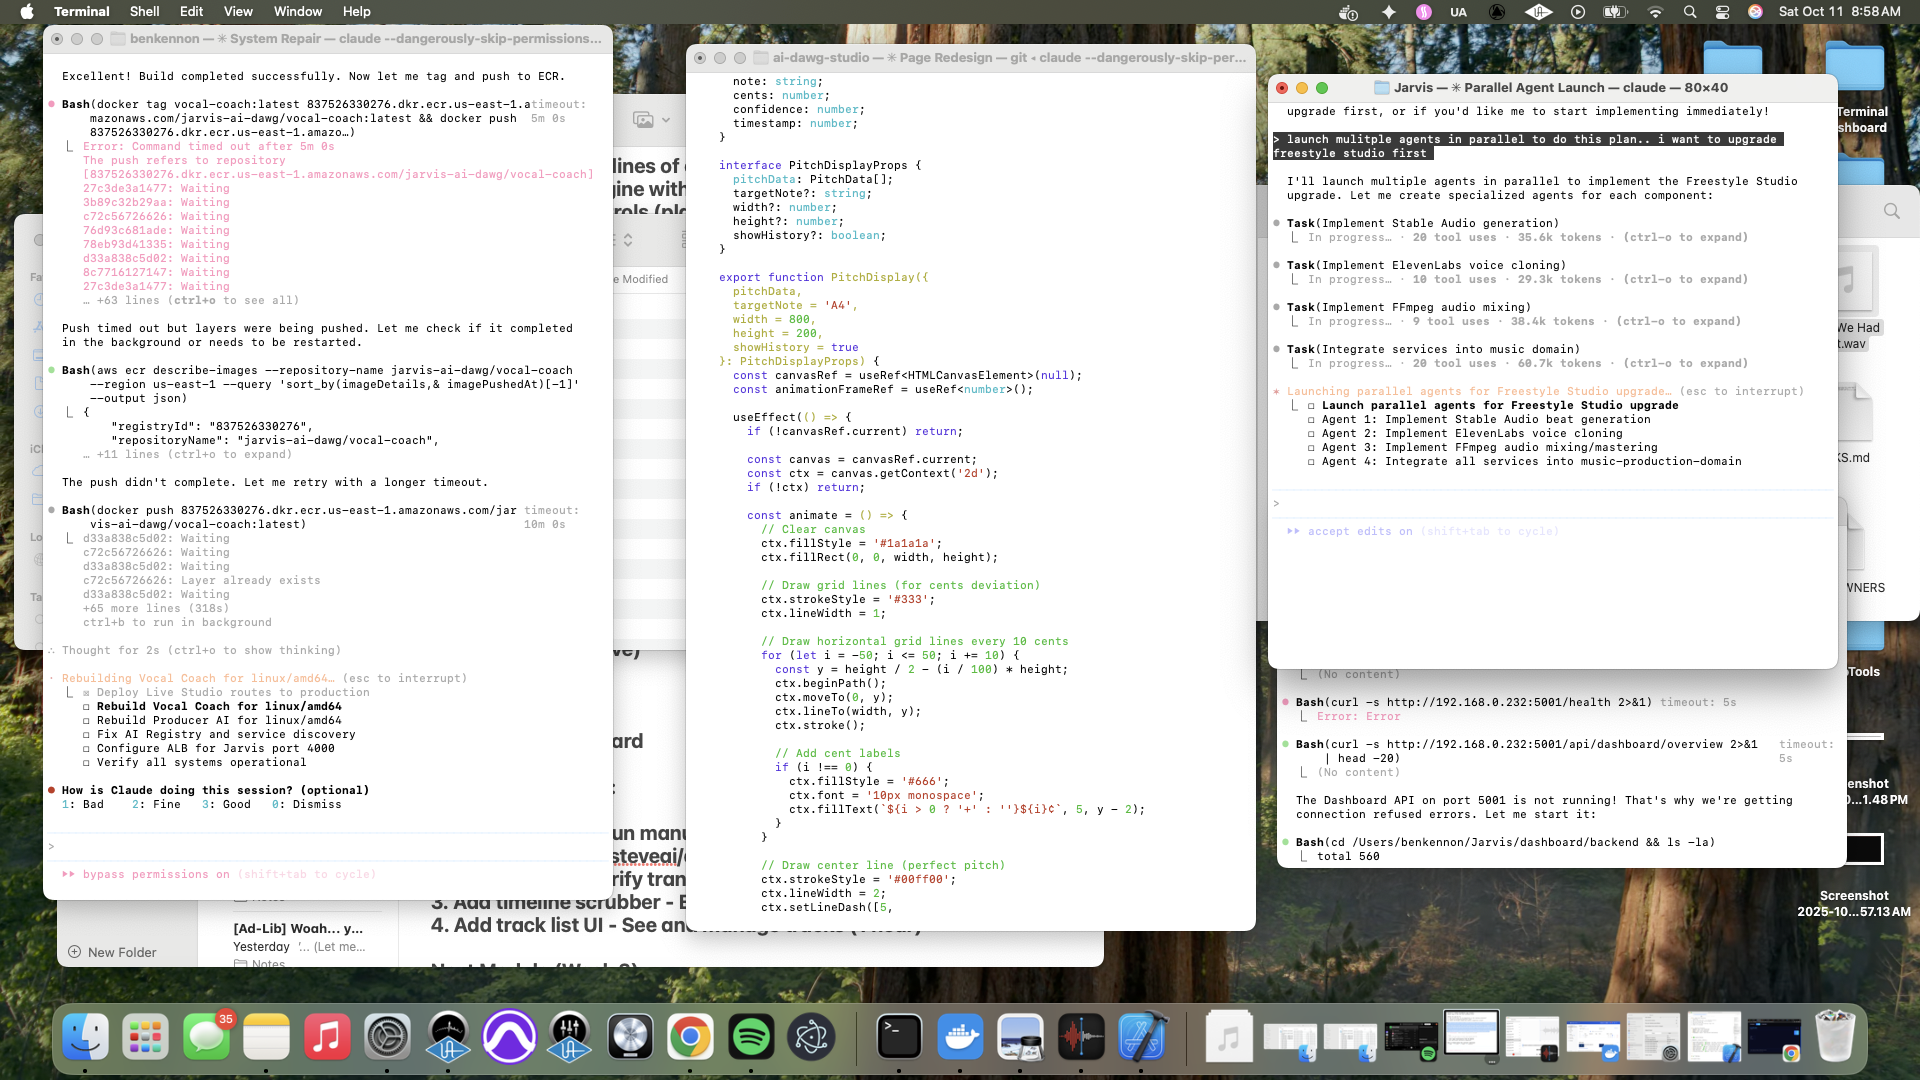 Terminal Shell Edit View Window Help
UA
Sat Oct 11 8:58 AM
benkennon — ✳ System Repair — claude --dangerously-skip-permissions...
Excellent! Build completed successfully. Now let me tag and push to ECR.
Bash(docker tag vocal-coach:latest 837526330276.dkr.ecr.us-east-1.a timeout:
mazonaws.com/jarvis-ai-dawg/vocal-coach:latest && docker push 5m 0s
837526330276.dkr.ecr.us-east-1.amazo…)
Error: Command timed out after 5m 0s
The push refers to repository
[837526330276.dkr.ecr.us-east-1.amazonaws.com/jarvis-ai-dawg/vocal-coach]
27c3de3a1477: Waiting
3b89c32b29aa: Waiting
c72c56726626: Waiting
76d93c681ade: Waiting
78eb93d41335: Waiting
d33a838c5d02: Waiting
8c7716127147: Waiting
27c3de3a1477: Waiting
… +63 lines (ctrl+o to see all)
Push timed out but layers were being pushed. Let me check if it completed
in the background or needs to be restarted.
Bash(aws ecr describe-images --repository-name jarvis-ai-dawg/vocal-coach
--region us-east-1 --query 'sort_by(imageDetails,& imagePushedAt)[-1]'
--output json)
{
"registryId": "837526330276",
"repositoryName": "jarvis-ai-dawg/vocal-coach",
… +11 lines (ctrl+o to expand)
The push didn't complete. Let me retry with a longer timeout.
Bash(docker push 837526330276.dkr.ecr.us-east-1.amazonaws.com/jar timeout:
vis-ai-dawg/vocal-coach:latest) 10m 0s
d33a838c5d02: Waiting
c72c56726626: Waiting
d33a838c5d02: Waiting
c72c56726626: Layer already exists
d33a838c5d02: Waiting
+65 more lines (318s)
ctrl+b to run in background
∴ Thought for 2s (ctrl+o to show thinking)
· Rebuilding Vocal Coach for linux/amd64… (esc to interrupt)
☒ Deploy Live Studio routes to production
☐ Rebuild Vocal Coach for linux/amd64
☐ Rebuild Producer AI for linux/amd64
☐ Fix AI Registry and service discovery
☐ Configure ALB for Jarvis port 4000
☐ Verify all systems operational
● How is Claude doing this session? (optional)
1: Bad 2: Fine 3: Good 0: Dismiss
>
▸▸ bypass permissions on (shift+tab to cycle)
ai-dawg-studio — ✳ Page Redesign — git ◂ claude --dangerously-skip-per...
note: string;
cents: number;
confidence: number;
timestamp: number;
}
interface PitchDisplayProps {
pitchData: PitchData[];
targetNote?: string;
width?: number;
height?: number;
showHistory?: boolean;
}
export function PitchDisplay({
pitchData,
targetNote = 'A4',
width = 800,
height = 200,
showHistory = true
}: PitchDisplayProps) {
const canvasRef = useRef<HTMLCanvasElement>(null);
const animationFrameRef = useRef<number>();
useEffect(() => {
if (!canvasRef.current) return;
const canvas = canvasRef.current;
const ctx = canvas.getContext('2d');
if (!ctx) return;
const animate = () => {
// Clear canvas
ctx.fillStyle = '#1a1a1a';
ctx.fillRect(0, 0, width, height);
// Draw grid lines (for cents deviation)
ctx.strokeStyle = '#333';
ctx.lineWidth = 1;
// Draw horizontal grid lines every 10 cents
for (let i = -50; i <= 50; i += 10) {
const y = height / 2 - (i / 100) * height;
ctx.beginPath();
ctx.moveTo(0, y);
ctx.lineTo(width, y);
ctx.stroke();
// Add cent labels
if (i !== 0) {
ctx.fillStyle = '#666';
ctx.font = '10px monospace';
ctx.fillText(`${i > 0 ? '+' : ''}${i}¢`, 5, y - 2);
}
}
// Draw center line (perfect pitch)
ctx.strokeStyle = '#00ff00';
ctx.lineWidth = 2;
ctx.setLineDash([5,
Jarvis — ✳ Parallel Agent Launch — claude — 80×40
upgrade first, or if you'd like me to start implementing immediately!
> launch mulitple agents in parallel to do this plan.. i want to upgrade
freestyle studio first
I'll launch multiple agents in parallel to implement the Freestyle Studio
upgrade. Let me create specialized agents for each component:
Task(Implement Stable Audio generation)
In progress… · 20 tool uses · 35.6k tokens · (ctrl-o to expand)
Task(Implement ElevenLabs voice cloning)
In progress… · 10 tool uses · 29.3k tokens · (ctrl-o to expand)
Task(Implement FFmpeg audio mixing)
In progress… · 9 tool uses · 38.4k tokens · (ctrl-o to expand)
Task(Integrate services into music domain)
In progress… · 20 tool uses · 60.7k tokens · (ctrl-o to expand)
✶ Launching parallel agents for Freestyle Studio upgrade… (esc to interrupt)
☐ Launch parallel agents for Freestyle Studio upgrade
☐ Agent 1: Implement Stable Audio beat generation
☐ Agent 2: Implement ElevenLabs voice cloning
☐ Agent 3: Implement FFmpeg audio mixing/mastering
☐ Agent 4: Integrate all services into music-production-domain
>
▸▸ accept edits on (shift+tab to cycle)
(No content)
Bash(curl -s http://192.168.0.232:5001/health 2>&1) timeout: 5s
Error: Error
Bash(curl -s http://192.168.0.232:5001/api/dashboard/overview 2>&1 timeout:
| head -20) 5s
(No content)
The Dashboard API on port 5001 is not running! That's why we're getting
connection refused errors. Let me start it:
Bash(cd /Users/benkennon/Jarvis/dashboard/backend && ls -la)
total 560
lines of
gine with
e Modified
ard
un manu
steveai/
rify tran
3. Add timeline scrubber -
4. Add track list UI - See and manage tracks
New Folder
Notes
[Ad-Lib] Woah... y...
Yesterday '... (Let me...
Notes
Terminal
hboard
We Had
t.wav
KS.md
WNERS
Tools
enshot
0...1.48 PM
Screenshot
2025-10...57.13 AM
35